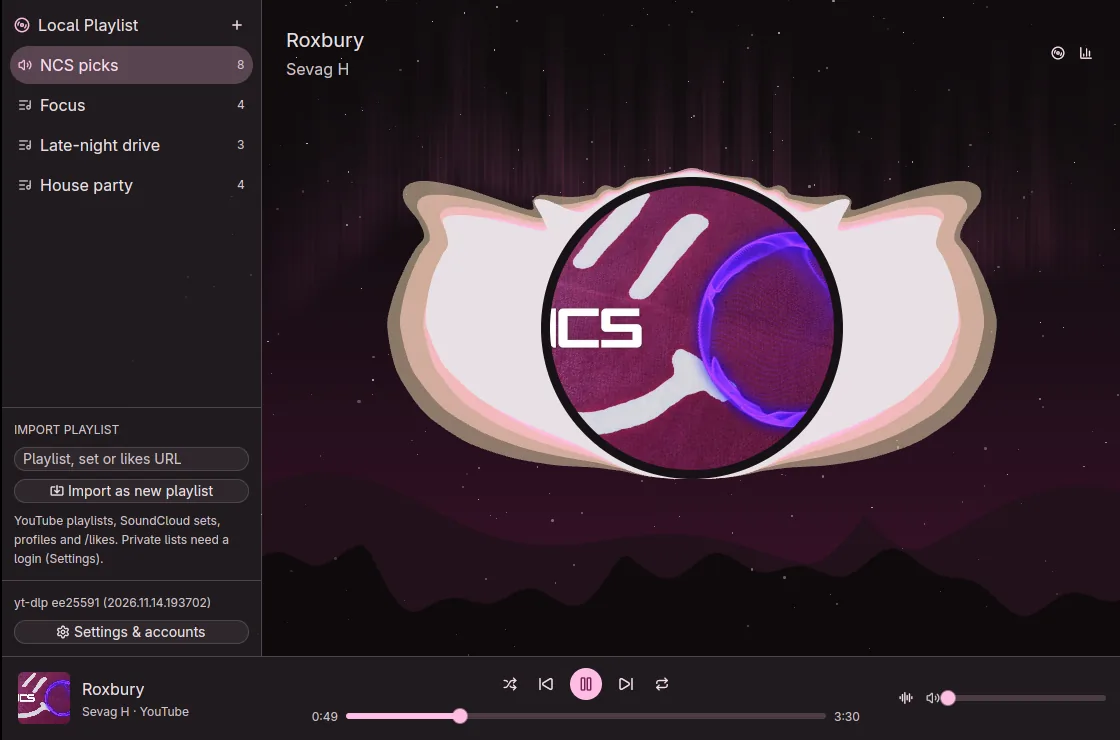 Local Playlist
NCS picks 8
Focus 4
Late-night drive 3
House party 4
IMPORT PLAYLIST
Playlist, set or likes URL
Import as new playlist
YouTube playlists, SoundCloud sets,
profiles and /likes. Private lists need a
login (Settings).
yt-dlp ee25591 (2026.11.14.193702)
Settings & accounts
Roxbury
Sevag H
CS
Roxbury
Sevag H · YouTube
0:49
3:30